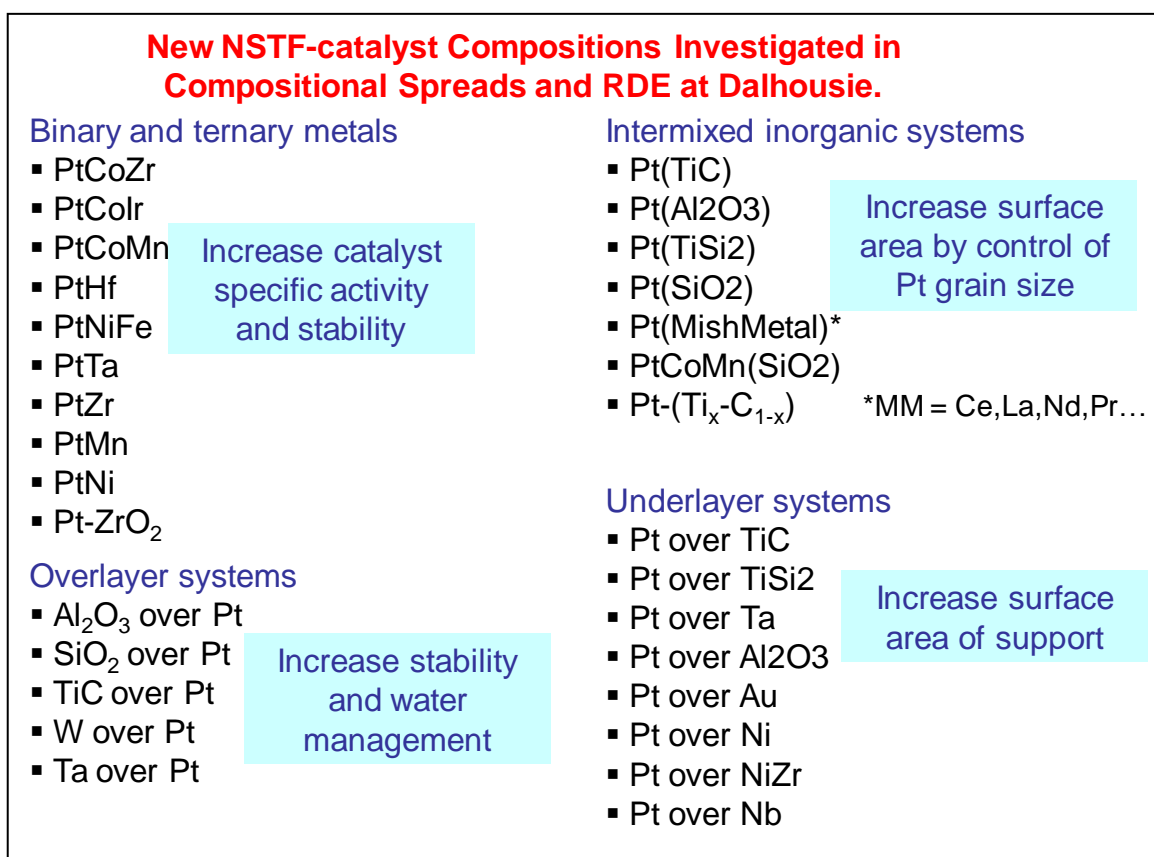 New NSTF-catalyst Compositions Investigated in
Compositional Spreads and RDE at Dalhousie.
Binary and ternary metals
▪ PtCoZr
▪ PtCoIr
▪ PtCoMn
▪ PtHf
▪ PtNiFe
▪ PtTa
▪ PtZr
▪ PtMn
▪ PtNi
▪ Pt-ZrO₂
Increase catalyst
specific activity
and stability
Overlayer systems
▪ Al₂O₃ over Pt
▪ SiO₂ over Pt
▪ TiC over Pt
▪ W over Pt
▪ Ta over Pt
Increase stability
and water
management
Intermixed inorganic systems
▪ Pt(TiC)
▪ Pt(Al2O3)
▪ Pt(TiSi2)
▪ Pt(SiO2)
▪ Pt(MishMetal)*
▪ PtCoMn(SiO2)
▪ Pt-(Tiₓ-C₁₋ₓ) *MM = Ce,La,Nd,Pr…
Increase surface
area by control of
Pt grain size
Underlayer systems
▪ Pt over TiC
▪ Pt over TiSi2
▪ Pt over Ta
▪ Pt over Al2O3
▪ Pt over Au
▪ Pt over Ni
▪ Pt over NiZr
▪ Pt over Nb
Increase surface
area of support